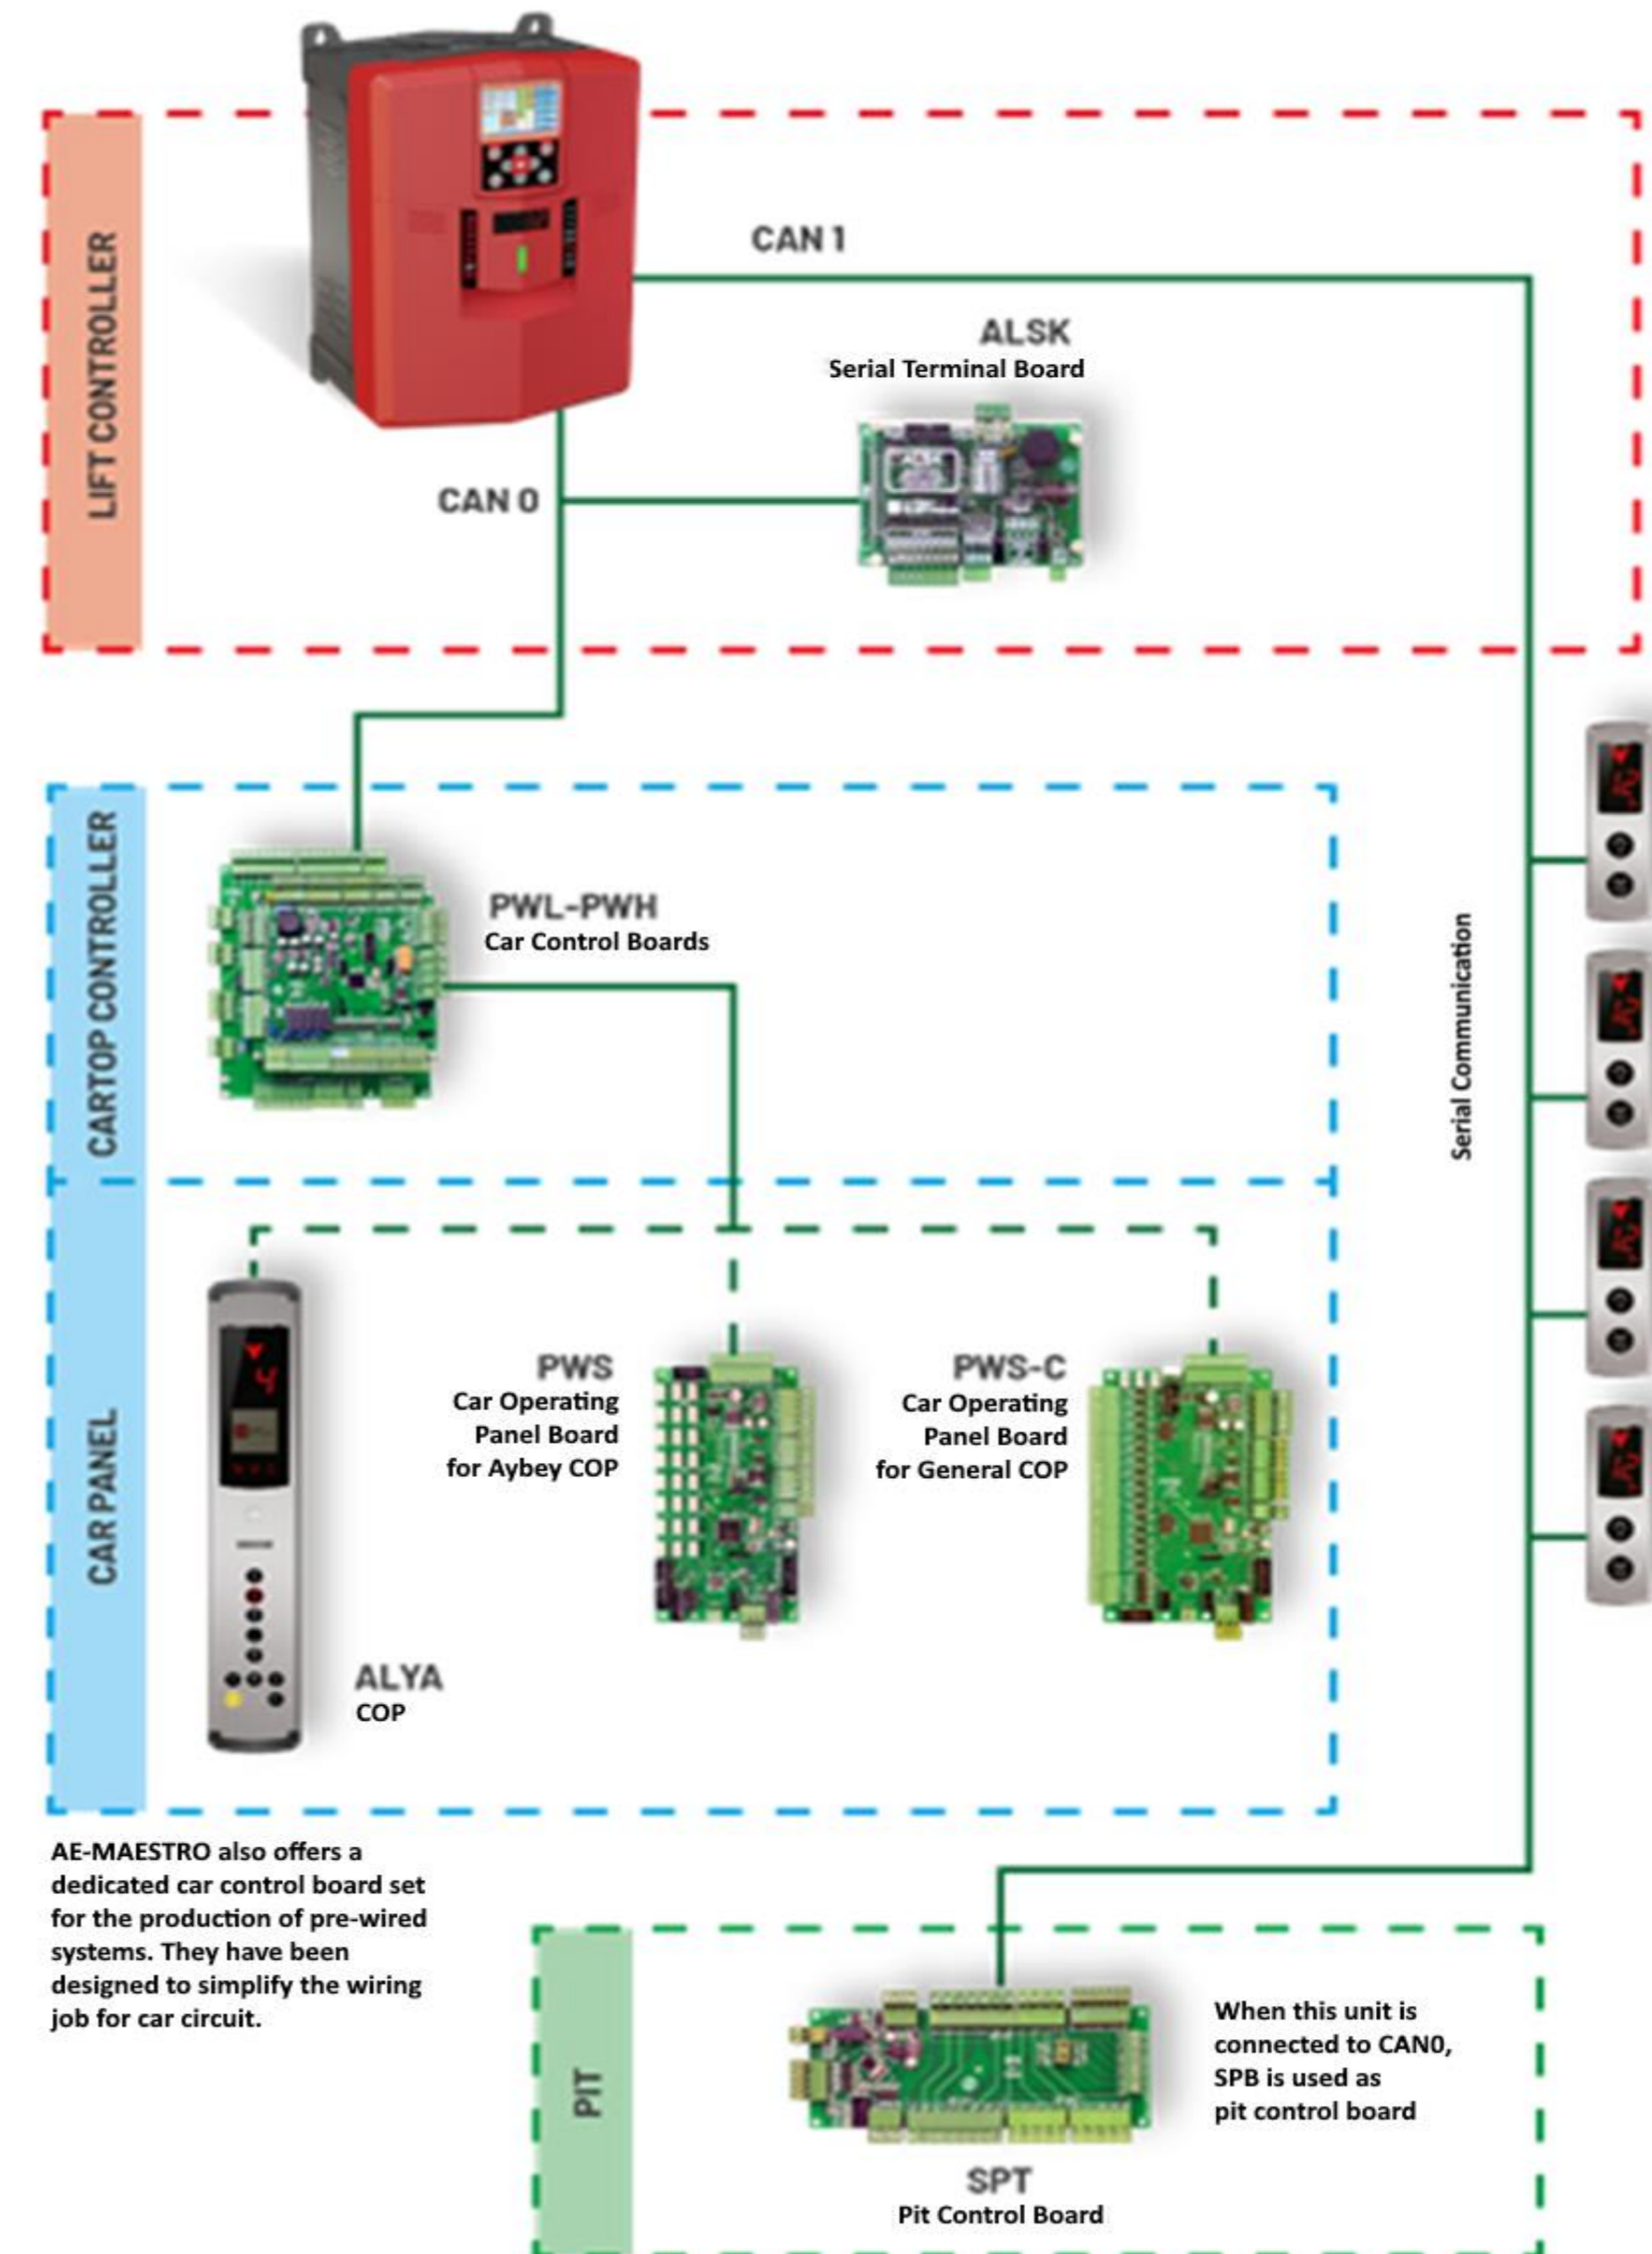 LIFT CONTROLLER
CAN 1
ALSK
Serial Terminal Board
CAN 0
CARTOP CONTROLLER
PWL-PWH
Car Control Boards
Serial Communication
CAR PANEL
4
PWS
Car Operating
Panel Board
for Aybey COP
PWS-C
Car Operating
Panel Board
for General COP
ALYA
COP
AE-MAESTRO also offers a
dedicated car control board set
for the production of pre-wired
systems. They have been
designed to simplify the wiring
job for car circuit.
PIT
When this unit is
connected to CAN0,
SPB is used as
pit control board
SPT
Pit Control Board